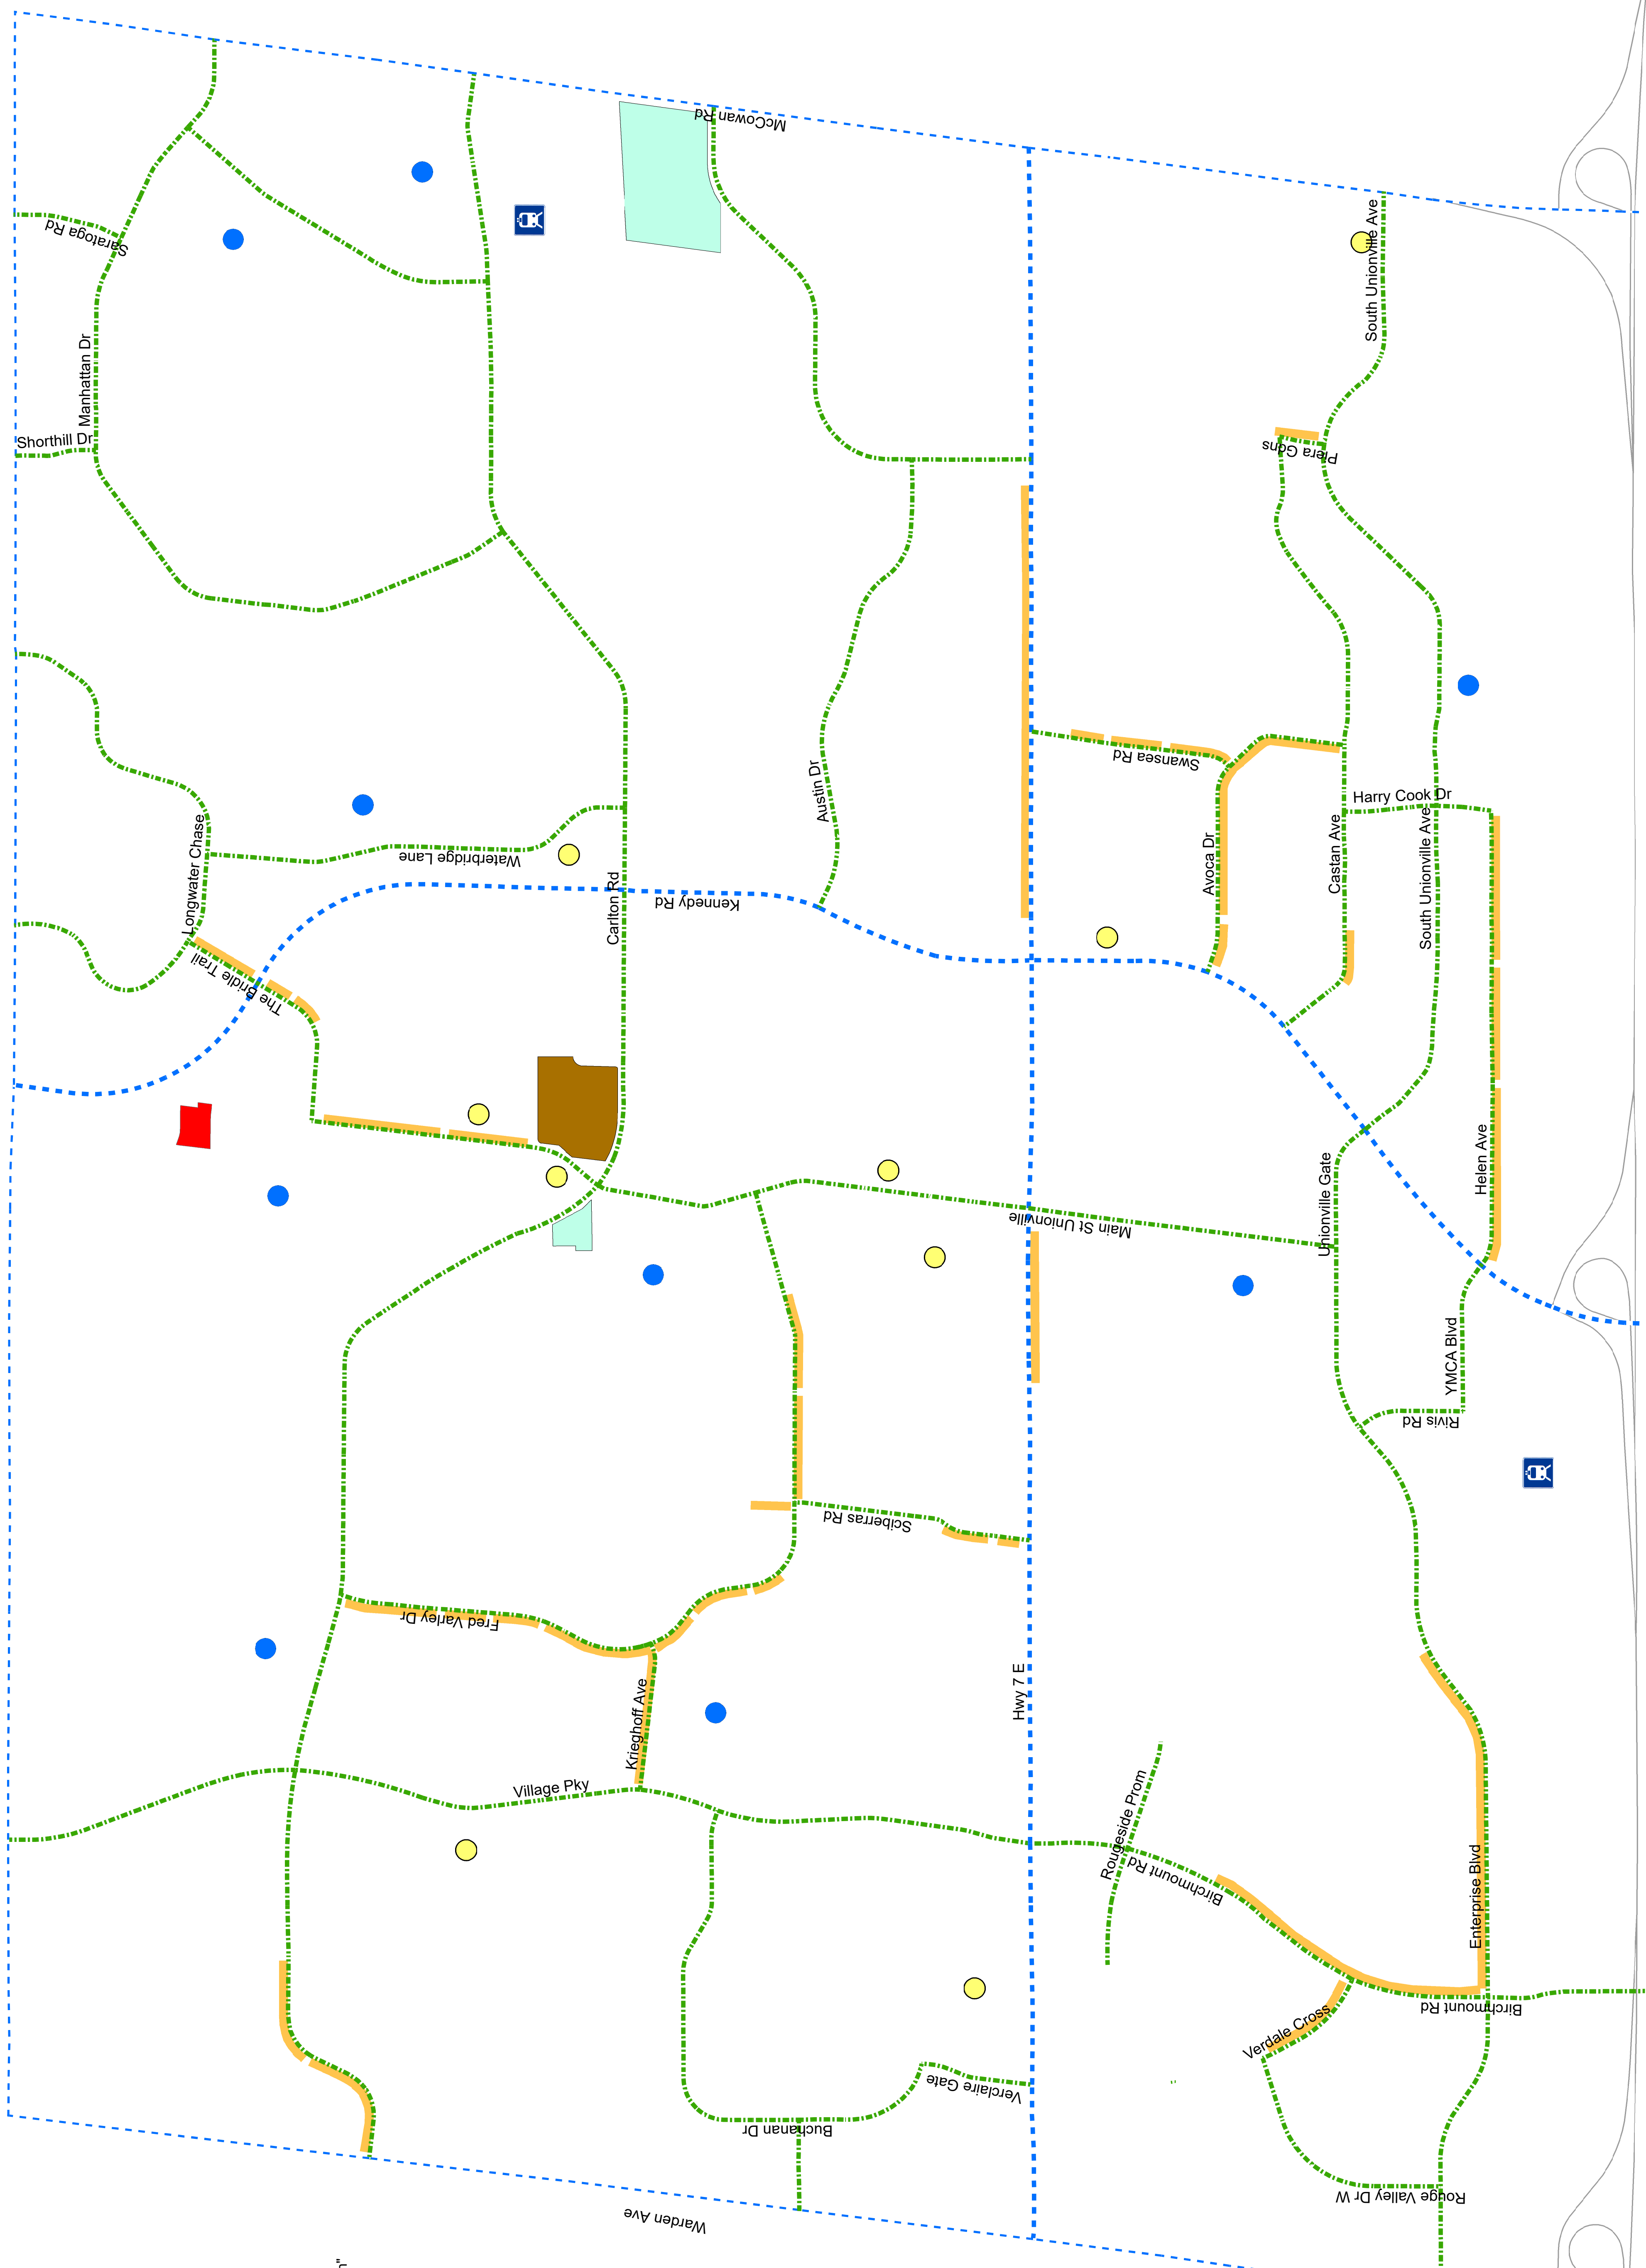 McCowan Rd
South Unionville Ave
Saratoga Rd
Manhattan Dr
Shorthill Dr
Piera Gdns
Swansea Rd
Austin Dr
Harry Cook Dr
Longwater Chase
Waterbridge Lane
Avoca Dr
Castan Ave
South Unionville Ave
Carlton Rd
Kennedy Rd
The Bridle Trail
Helen Ave
Unionville Gate
Main St Unionville
YMCA Blvd
Rivis Rd
Sciberras Rd
Fred Varley Dr
Krieghoff Ave
Hwy 7 E
Village Pky
Rougeside Prom
Birchmount Rd
Enterprise Blvd
Birchmount Rd
Verdale Cross
Verclaire Gate
Buchanan Dr
Rouge Valley Dr W
Warden Ave